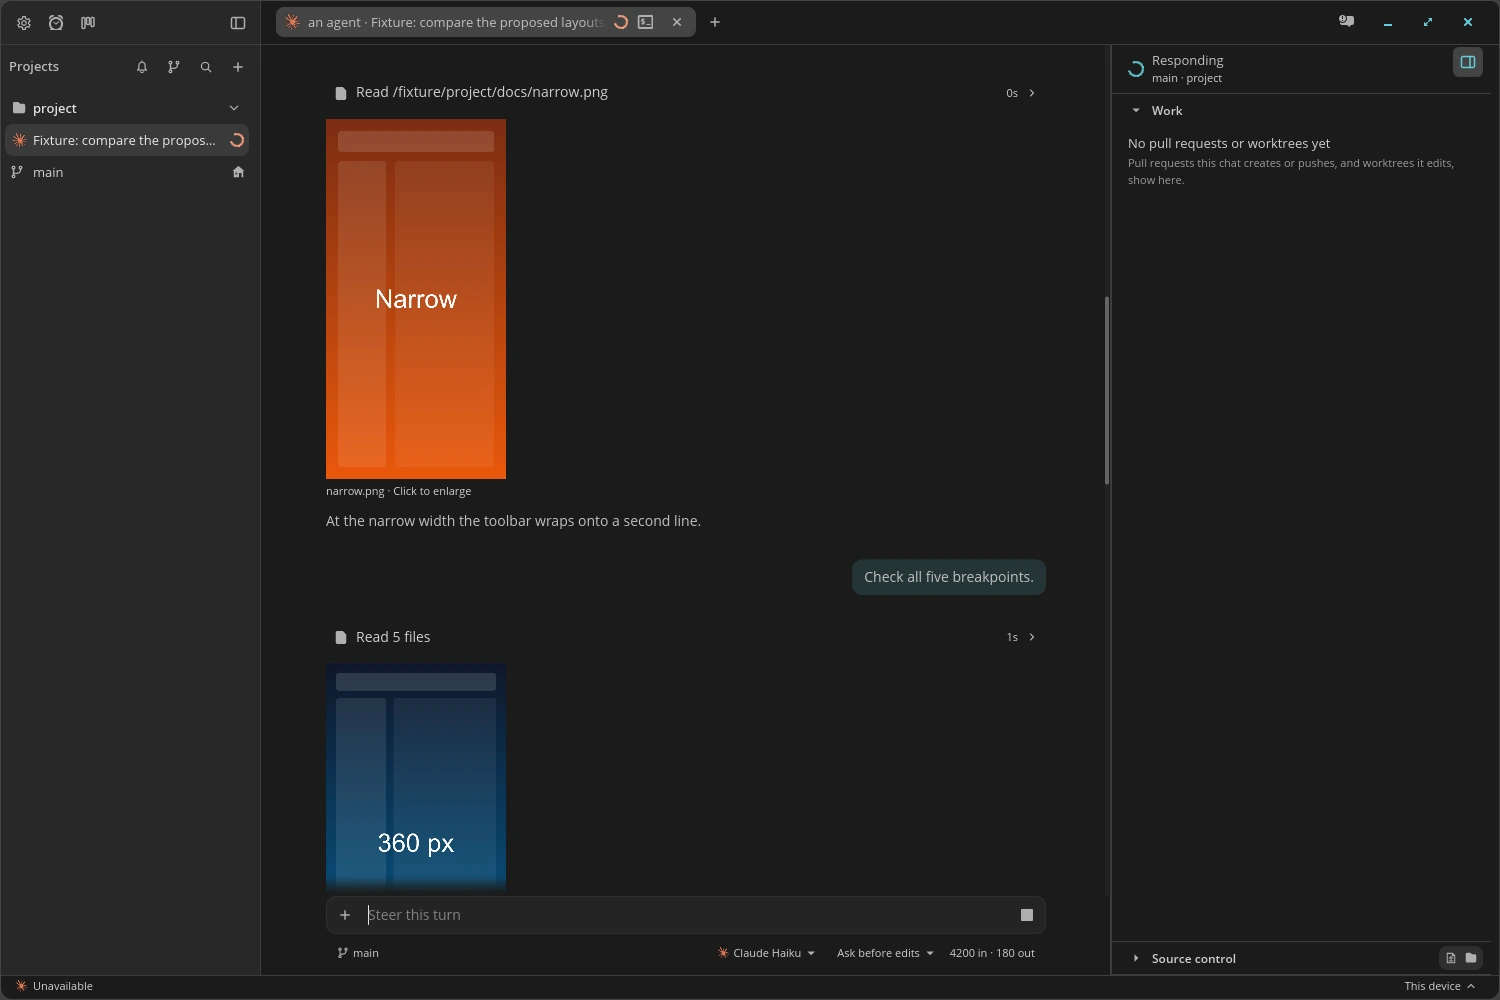 an agent · Fixture: compare the proposed layouts
Projects
project
Fixture: compare the propos...
main
Read /fixture/project/docs/narrow.png
0s
Narrow
narrow.png · Click to enlarge
At the narrow width the toolbar wraps onto a second line.
Check all five breakpoints.
Read 5 files
1s
360 px
Steer this turn
main
Claude Haiku
Ask before edits
4200 in · 180 out
Responding
main · project
Work
No pull requests or worktrees yet
Pull requests this chat creates or pushes, and worktrees it edits,
show here.
Source control
Unavailable
This device